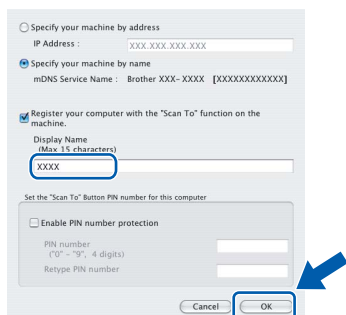 Specify your machine by address
IP Address : XXX.XXX.XXX.XXX
Specify your machine by name
mDNS Service Name : Brother XXX-XXXX [XXXXXXXXXXXX]
Register your computer with the "Scan To" function on the
machine.
Display Name
(Max 15 characters)
XXXX
Set the "Scan To" Button PIN number for this computer
Enable PIN number protection
PIN number
("0" – "9", 4 digits)
Retype PIN number
Cancel OK